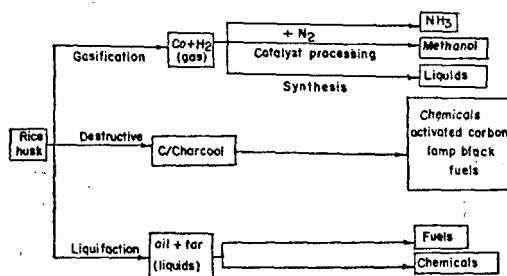 NH3
+ N2
Co+H2
(gas)
Methanol
Gasification
Catalyst processing
Liquids
Synthesis
Chemicals
activated carbon
lamp black
fuels
Rice
husk
Destructive
C/Charcool
Fuels
oil + tar
(liquids)
Liquifaction
Chemicals